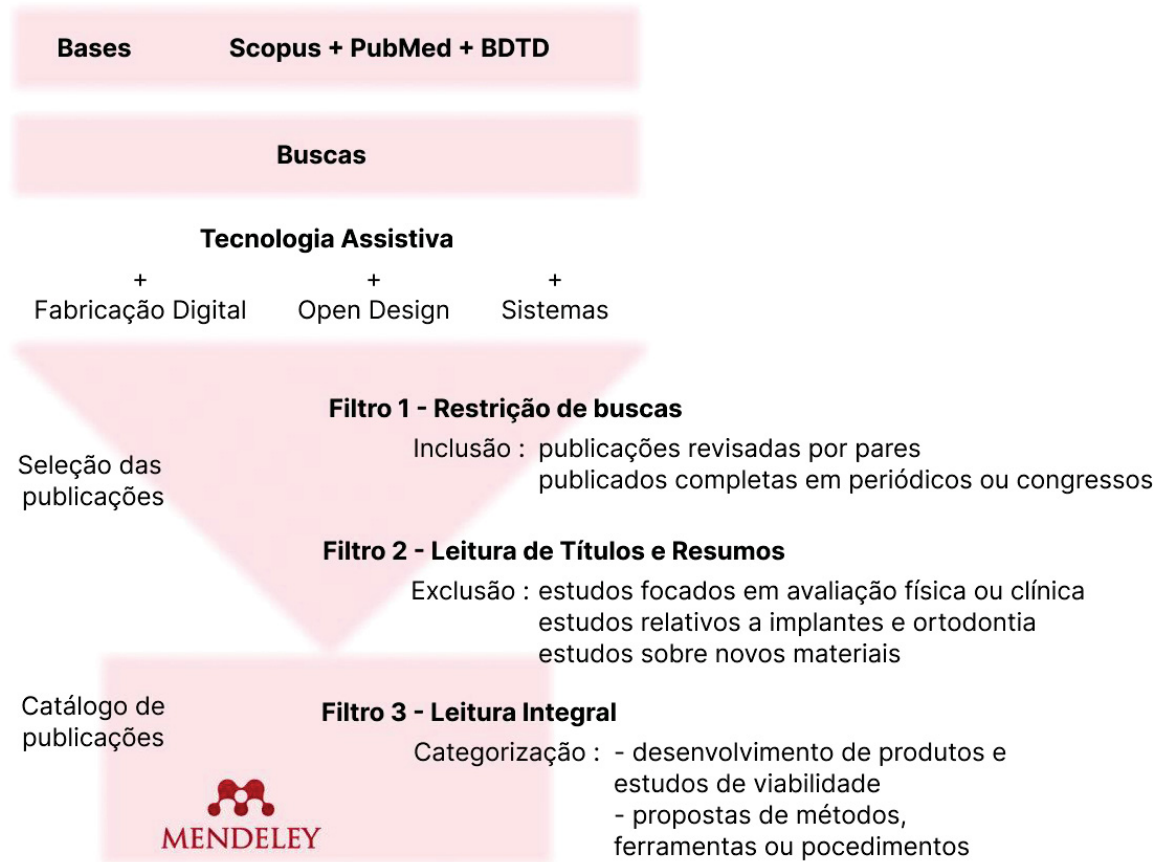 Bases Scopus + PubMed + BDTD
Buscas
Tecnologia Assistiva
+ + +
Fabricação Digital Open Design Sistemas
Filtro 1 - Restrição de buscas
Inclusão : publicações revisadas por pares
publicados completas em periódicos ou congressos
Seleção das
publicações
Filtro 2 - Leitura de Títulos e Resumos
Exclusão : estudos focados em avaliação física ou clínica
estudos relativos a implantes e ortodontia
estudos sobre novos materiais
Catálogo de
publicações
Filtro 3 - Leitura Integral
Categorização : - desenvolvimento de produtos e
estudos de viabilidade
- propostas de métodos,
ferramentas ou pocedimentos
MENDELEY